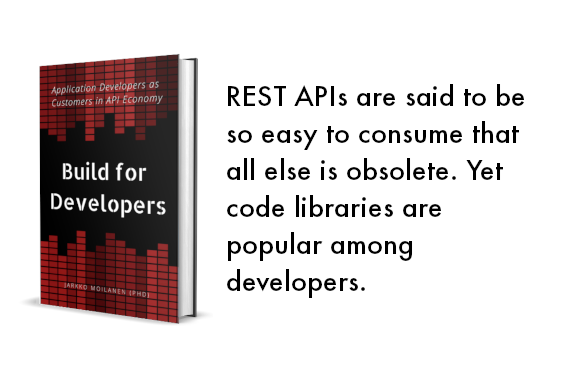 Application Developers as
Customers in API Economy
Build for
Developers
JARKKO MOILANEN (PHD)
REST APIs are said to be
so easy to consume that
all else is obsolete. Yet
code libraries are
popular among
developers.